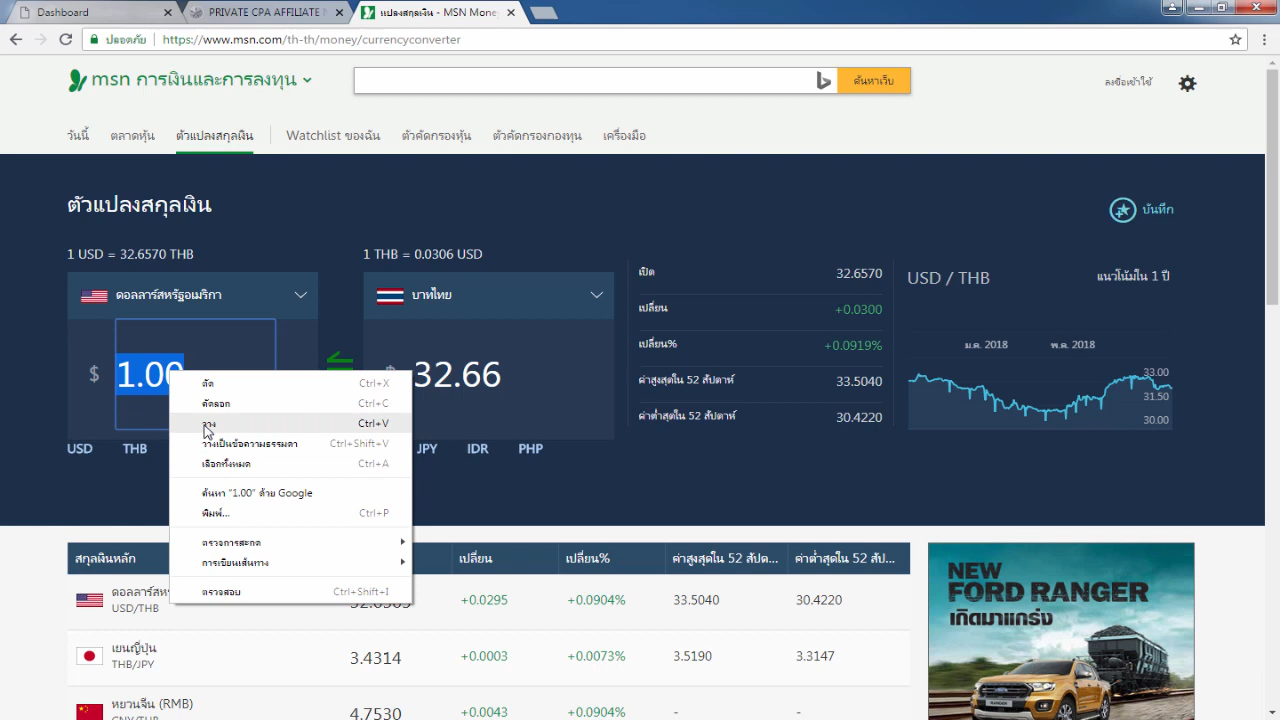 Dashboard
PRIVATE CPA AFFILIATE
แปลงสกุลเงิน - MSN Mone
ปลอดภัย
https://www.msn.com/th-th/money/currencyconverter
msn การเงินและการลงทุน
ค้นหาเว็บ
ลงชื่อเข้าใช้
วันนี้ ตลาดหุ้น ตัวแปลงสกุลเงิน Watchlist ของฉัน ตัวคัดกรองหุ้น ตัวคัดกรองกองทุน เครื่องมือ
ตัวแปลงสกุลเงิน
บันทึก
1 USD = 32.6570 THB
1 THB = 0.0306 USD
ดอลลาร์สหรัฐอเมริกา
บาทไทย
$ 1.00
32.66
USD THB
JPY IDR PHP
ตัด Ctrl+X
คัดลอก Ctrl+C
วาง Ctrl+V
วางเป็นข้อความธรรมดา Ctrl+Shift+V
เลือกทั้งหมด Ctrl+A
ค้นหา "1.00" ด้วย Google
พิมพ์... Ctrl+P
ตรวจการสะกด
การเขียนเส้นทาง
ตรวจสอบ Ctrl+Shift+I
เปิด 32.6570
เปลี่ยน +0.0300
เปลี่ยน% +0.0919%
ค่าสูงสุดใน 52 สัปดาห์ 33.5040
ค่าต่ำสุดใน 52 สัปดาห์ 30.4220
USD / THB
แนวโน้มใน 1 ปี
ม.ค. 2018 พ.ค. 2018
33.00
31.50
30.00
สกุลเงินหลัก เปลี่ยน เปลี่ยน% ค่าสูงสุดใน 52 สัปด... ค่าต่ำสุดใน 52 สัป...
ดอลลาร์สห
USD/THB
+0.0295 +0.0904% 33.5040 30.4220
เยนญี่ปุ่น
THB/JPY
3.4314 +0.0003 +0.0073% 3.5190 3.3147
หยวนจีน (RMB)
CNY/THB
4.7530 +0.0043 +0.0904% - -
NEW
FORD RANGER
เกิดมาแกร่ง